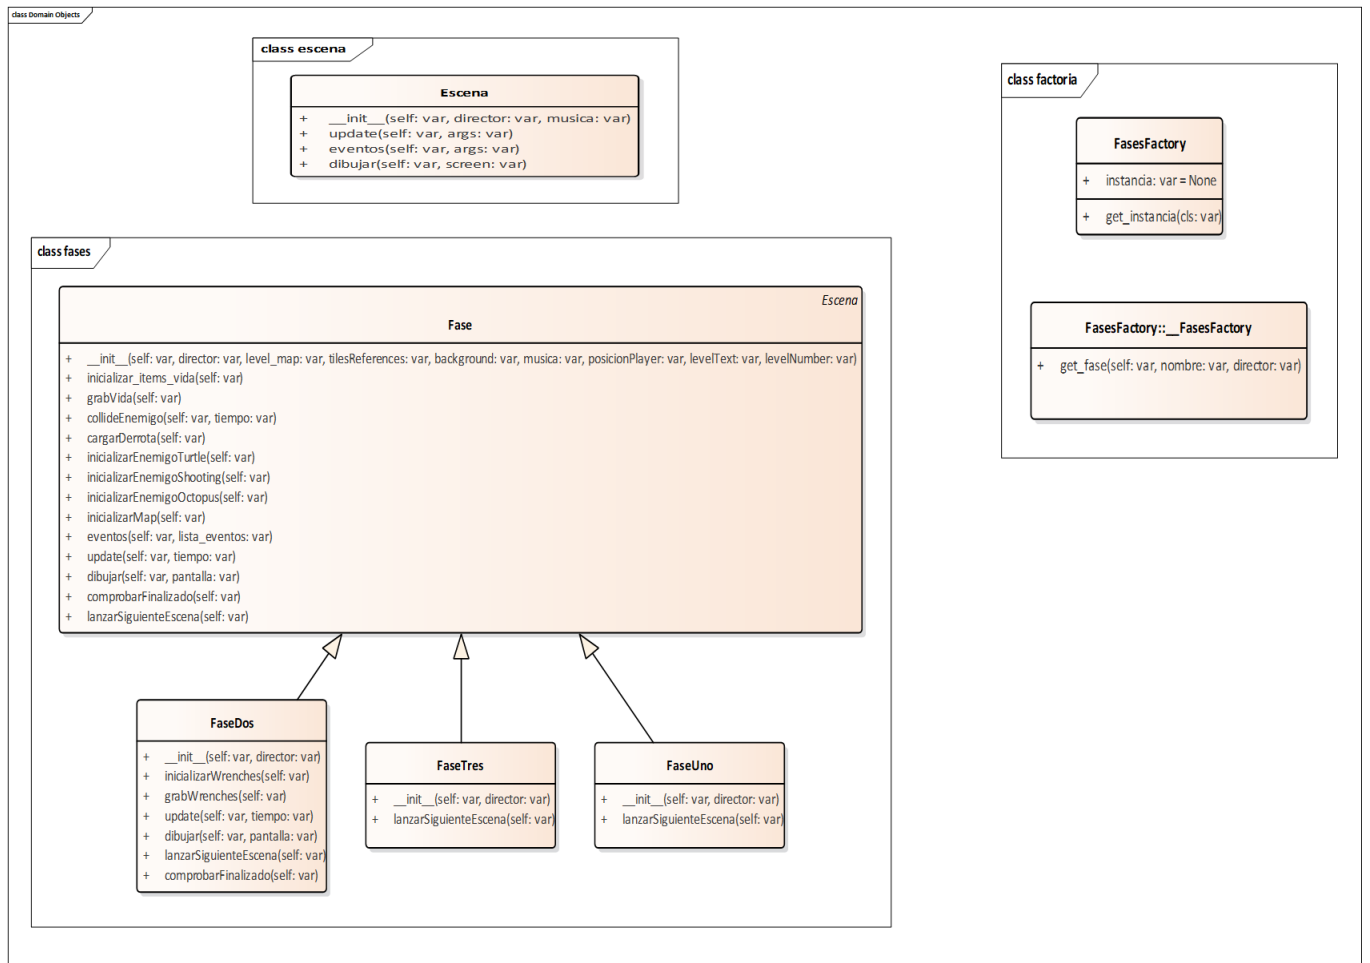 class Domain Objects
class escena
Escena
+ __init__(self: var, director: var, musica: var)
+ update(self: var, args: var)
+ eventos(self: var, args: var)
+ dibujar(self: var, screen: var)
class factoria
FasesFactory
+ instancia: var = None
+ get_instancia(cls: var)
FasesFactory::__FasesFactory
+ get_fase(self: var, nombre: var, director: var)
class fases
Escena
Fase
+ __init__(self: var, director: var, level_map: var, tilesReferences: var, background: var, musica: var, posicionPlayer: var, levelText: var, levelNumber: var)
+ inicializar_items_vida(self: var)
+ grabVida(self: var)
+ collideEnemigo(self: var, tiempo: var)
+ cargarDerrota(self: var)
+ inicializarEnemigoTurtle(self: var)
+ inicializarEnemigoShooting(self: var)
+ inicializarEnemigoOctopus(self: var)
+ inicializarMap(self: var)
+ eventos(self: var, lista_eventos: var)
+ update(self: var, tiempo: var)
+ dibujar(self: var, pantalla: var)
+ comprobarFinalizado(self: var)
+ lanzarSiguienteEscena(self: var)
FaseDos
+ __init__(self: var, director: var)
+ inicializarWrenches(self: var)
+ grabWrenches(self: var)
+ update(self: var, tiempo: var)
+ dibujar(self: var, pantalla: var)
+ lanzarSiguienteEscena(self: var)
+ comprobarFinalizado(self: var)
FaseTres
+ __init__(self: var, director: var)
+ lanzarSiguienteEscena(self: var)
FaseUno
+ __init__(self: var, director: var)
+ lanzarSiguienteEscena(self: var)